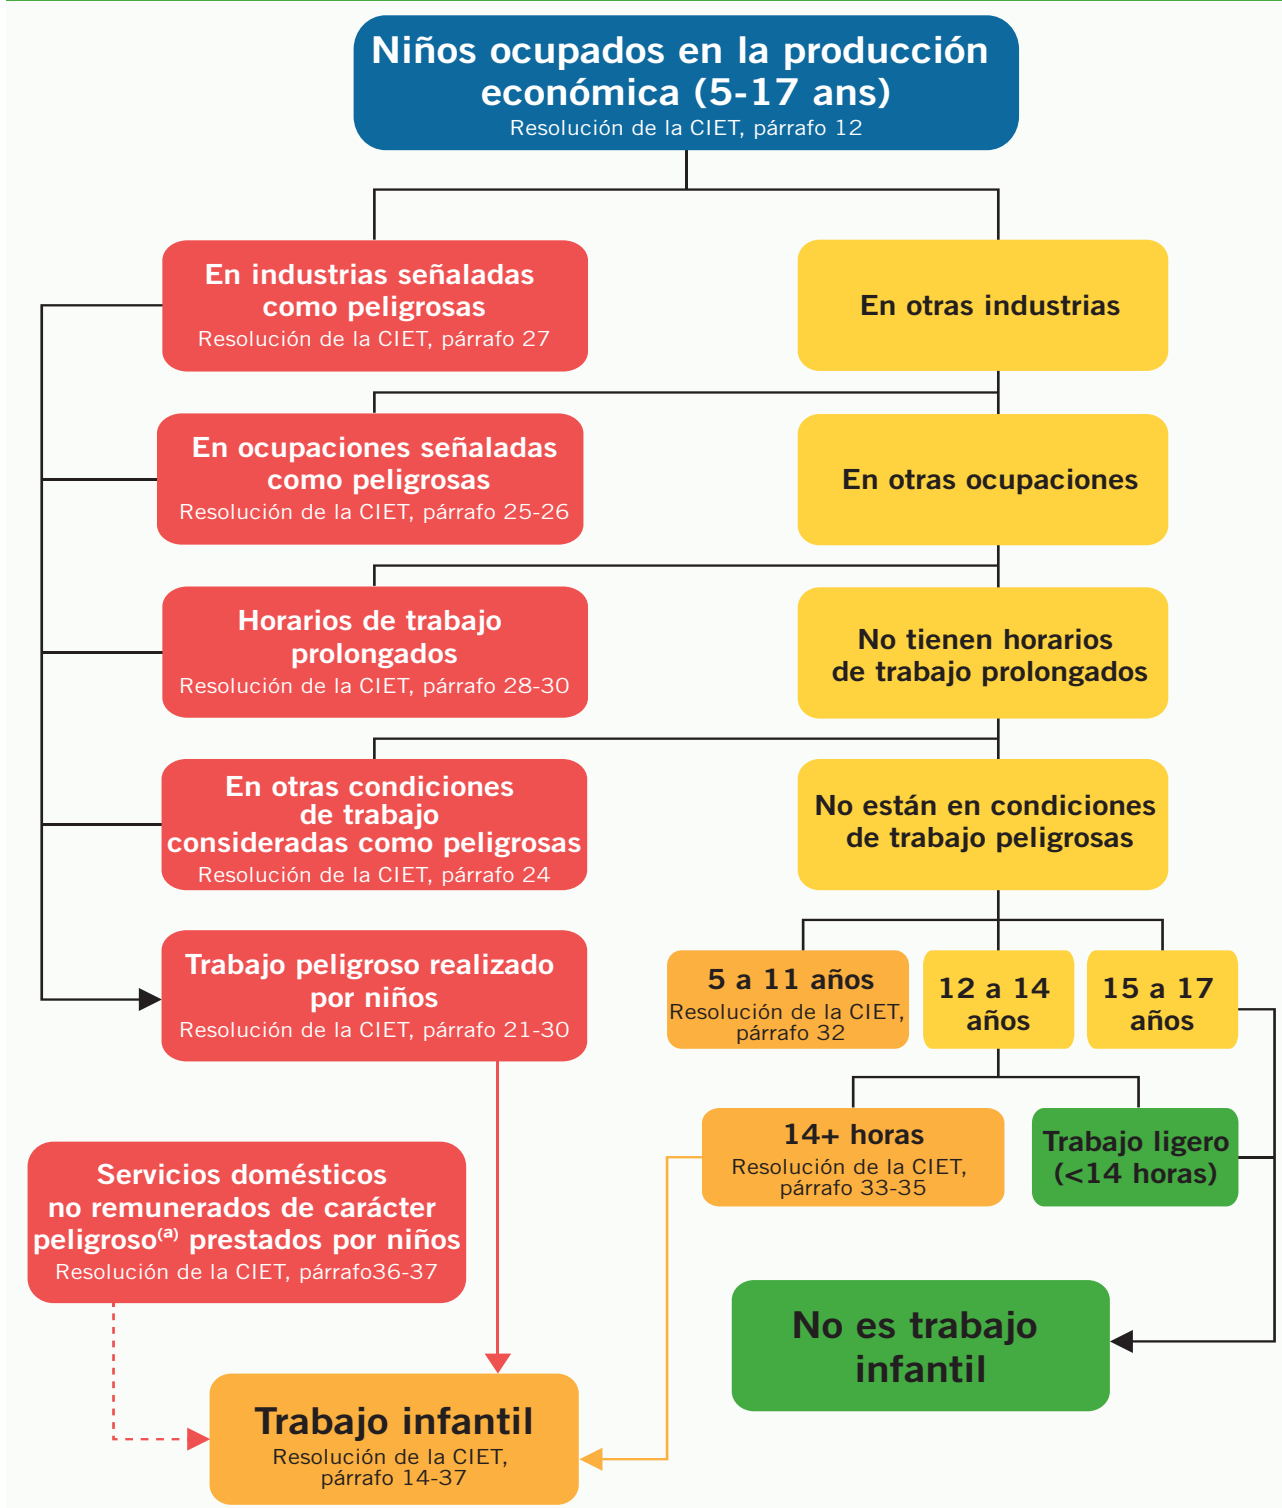 Niños ocupados en la producción
económica (5-17 ans)
Resolución de la CIET, párrafo 12
En industrias señaladas
como peligrosas
Resolución de la CIET, párrafo 27
En otras industrias
En ocupaciones señaladas
como peligrosas
Resolución de la CIET, párrafo 25-26
En otras ocupaciones
Horarios de trabajo
prolongados
Resolución de la CIET, párrafo 28-30
No tienen horarios
de trabajo prolongados
En otras condiciones
de trabajo
consideradas como peligrosas
Resolución de la CIET, párrafo 24
No están en condiciones
de trabajo peligrosas
Trabajo peligroso realizado
por niños
Resolución de la CIET, párrafo 21-30
5 a 11 años
Resolución de la CIET,
párrafo 32
12 a 14
años
15 a 17
años
14+ horas
Resolución de la CIET,
párrafo 33-35
Trabajo ligero
(<14 horas)
Servicios domésticos
no remunerados de carácter
peligroso(a) prestados por niños
Resolución de la CIET, párrafo36-37
No es trabajo
infantil
Trabajo infantil
Resolución de la CIET,
párrafo 14-37